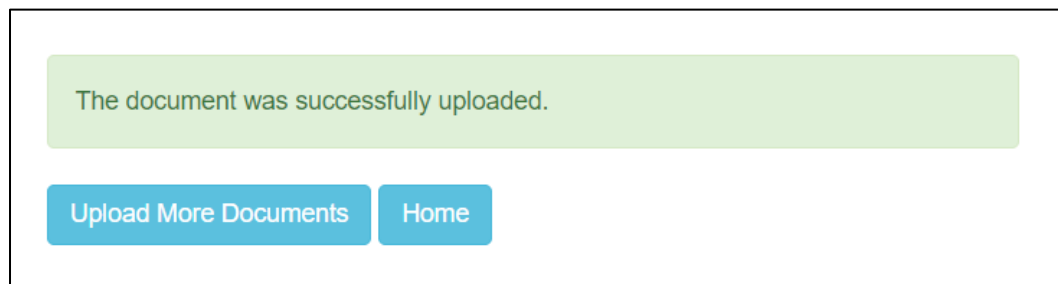 The document was successfully uploaded.
Upload More Documents Home